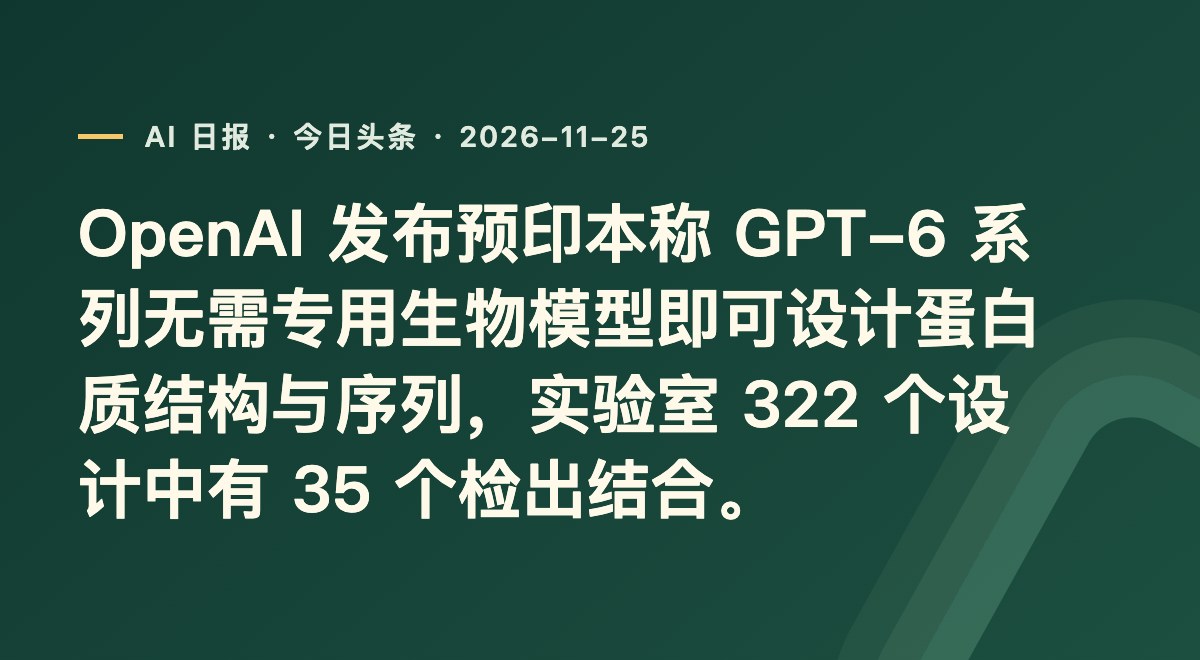 AI 日报 · 今日头条 · 2026–11–25
OpenAI 发布预印本称 GPT–6 系
列无需专用生物模型即可设计蛋白
质结构与序列，实验室 322 个设
计中有 35 个检出结合。